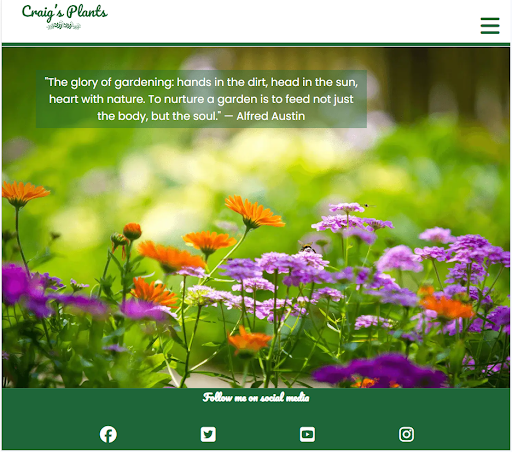 Craig's Plants
"The glory of gardening: hands in the dirt, head in the sun,
heart with nature. To nurture a garden is to feed not just
the body, but the soul." — Alfred Austin
Follow me on social media